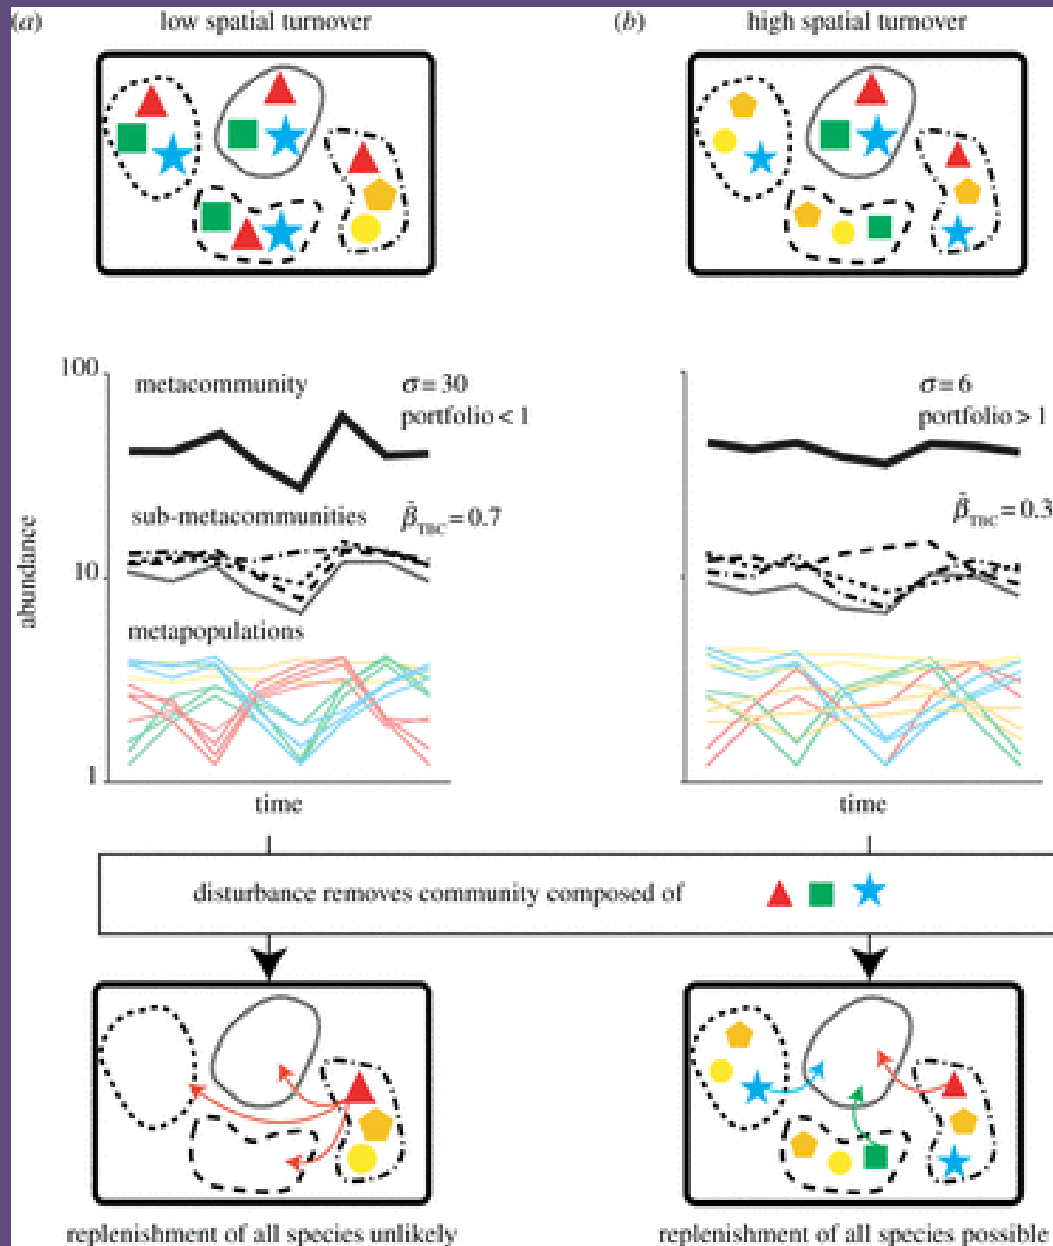 (a) low spatial turnover
(b) high spatial turnover
100
metacommunity
σ = 30
portfolio < 1
sub-metacommunities
β̂TBC = 0.7
10
abundance
metapopulations
1
time
σ = 6
portfolio > 1
β̂TBC = 0.3
time
disturbance removes community composed of
replenishment of all species unlikely
replenishment of all species possible